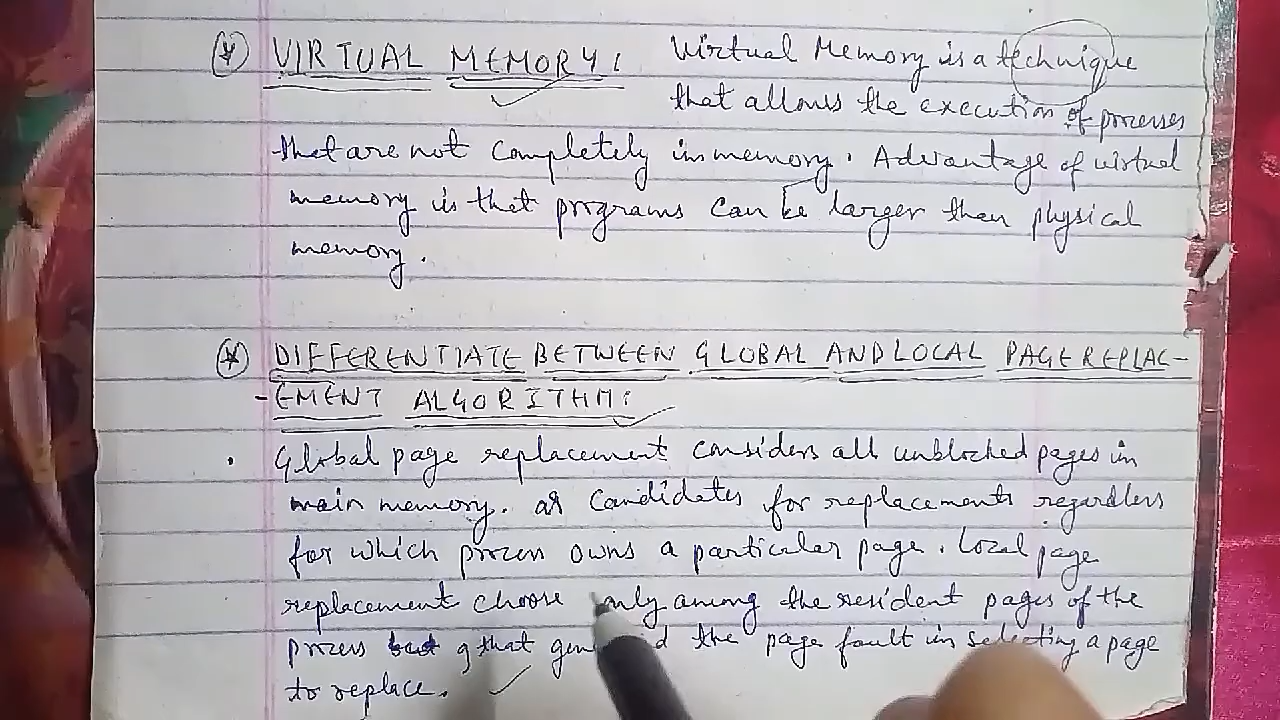 VIRTUAL MEMORY: Virtual Memory is a technique
that allows the execution of processes
that are not completely in memory. Advantage of virtual
memory is that programs can be larger than physical
memory.
DIFFERENTIATE BETWEEN GLOBAL AND LOCAL PAGE REPLAC-
-EMENT ALGORITHM:
. Global page replacement considers all unblocked pages in
main memory. as candidates for replacements regardless
for which process owns a particular page. Local page
replacement choose only among the resident pages of the
process that the page fault in selecting a page
to replace.